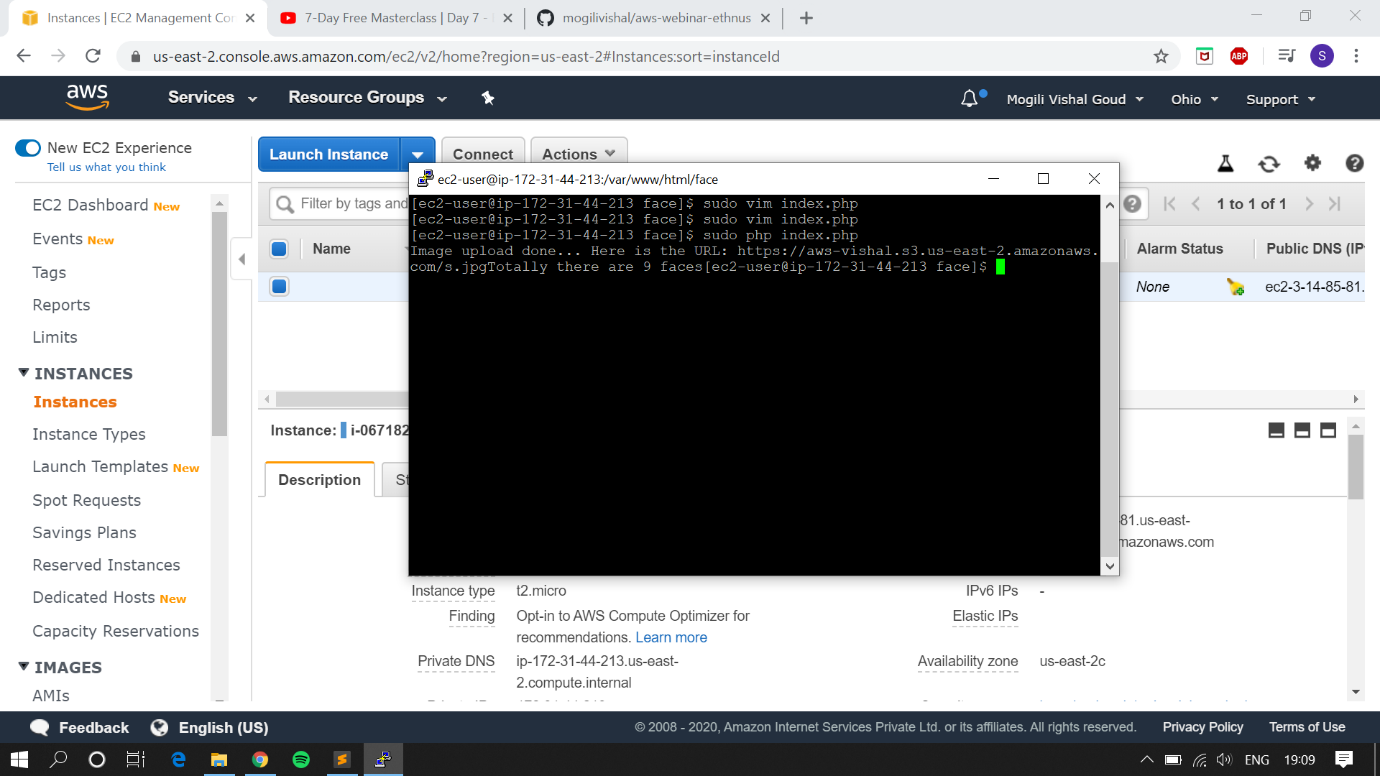 Instances | EC2 Management Con
7-Day Free Masterclass | Day 7 -
mogilivishal/aws-webinar-ethnus
us-east-2.console.aws.amazon.com/ec2/v2/home?region=us-east-2#Instances:sort=instanceId
ABP
S
aws
Services
Resource Groups
Mogili Vishal Goud
Ohio
Support
New EC2 Experience
Tell us what you think
EC2 Dashboard New
Events New
Tags
Reports
Limits
INSTANCES
Instances
Instance Types
Launch Templates New
Spot Requests
Savings Plans
Reserved Instances
Dedicated Hosts New
Capacity Reservations
IMAGES
AMIs
Launch Instance
Connect
Actions
Filter by tags and
1 to 1 of 1
Name
Alarm Status
Public DNS (IP
None
ec2-3-14-85-81.
ec2-user@ip-172-31-44-213:/var/www/html/face
[ec2-user@ip-172-31-44-213 face]$ sudo vim index.php
[ec2-user@ip-172-31-44-213 face]$ sudo vim index.php
[ec2-user@ip-172-31-44-213 face]$ sudo php index.php
Image upload done... Here is the URL: https://aws-vishal.s3.us-east-2.amazonaws.
com/s.jpgTotally there are 9 faces[ec2-user@ip-172-31-44-213 face]$
Instance: i-067182
Description
St
81.us-east-
mazonaws.com
Instance type t2.micro
IPv6 IPs -
Finding Opt-in to AWS Compute Optimizer for
recommendations. Learn more
Elastic IPs
Private DNS ip-172-31-44-213.us-east-
2.compute.internal
Availability zone us-east-2c
Feedback
English (US)
© 2008 - 2020, Amazon Internet Services Private Ltd. or its affiliates. All rights reserved.
Privacy Policy
Terms of Use
ENG
19:09